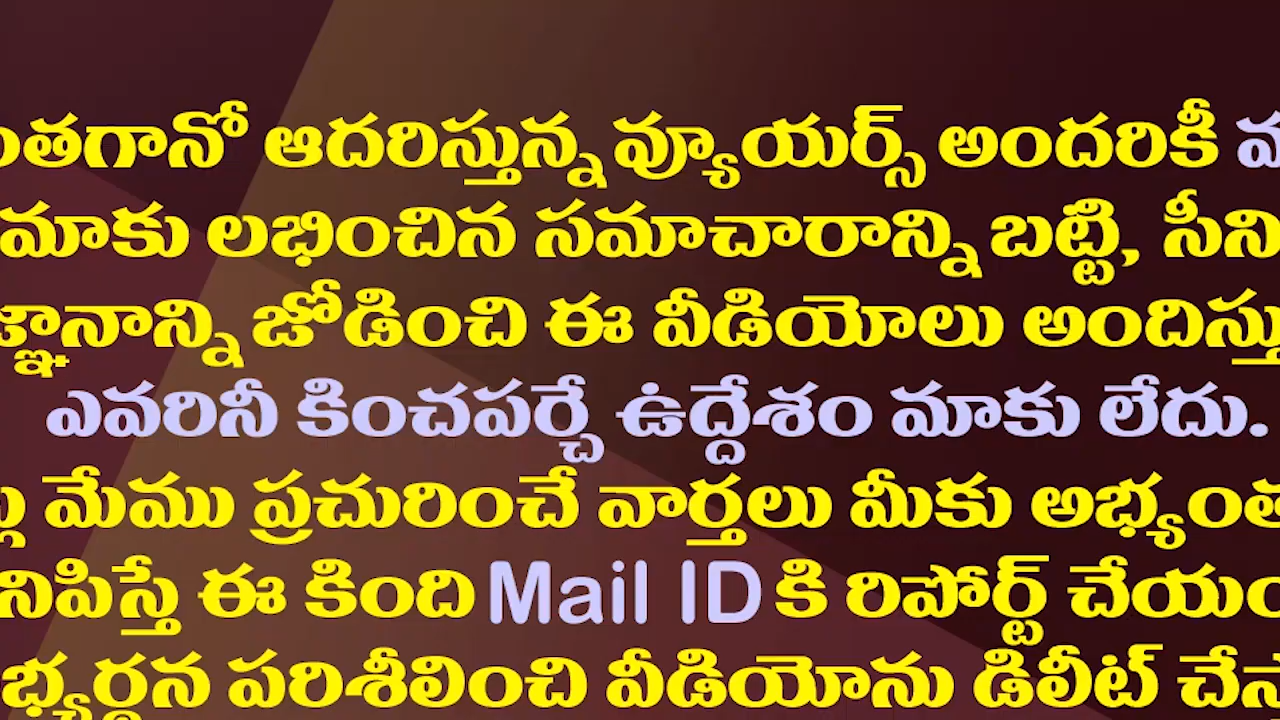 ఆదరిస్తున్న వ్యూయర్స్ అందరికీ
మాకు లభించిన సమాచారాన్ని బట్టి,
జోడించి ఈ వీడియోలు
ఎవరినీ కించపర్చే ఉద్దేశం మాకు లేదు.
మేము ప్రచురించే వార్తలు మీకు
ఈ కింది Mail ID కి రిపోర్ట్
పరిశీలించి వీడియోను డిలీట్